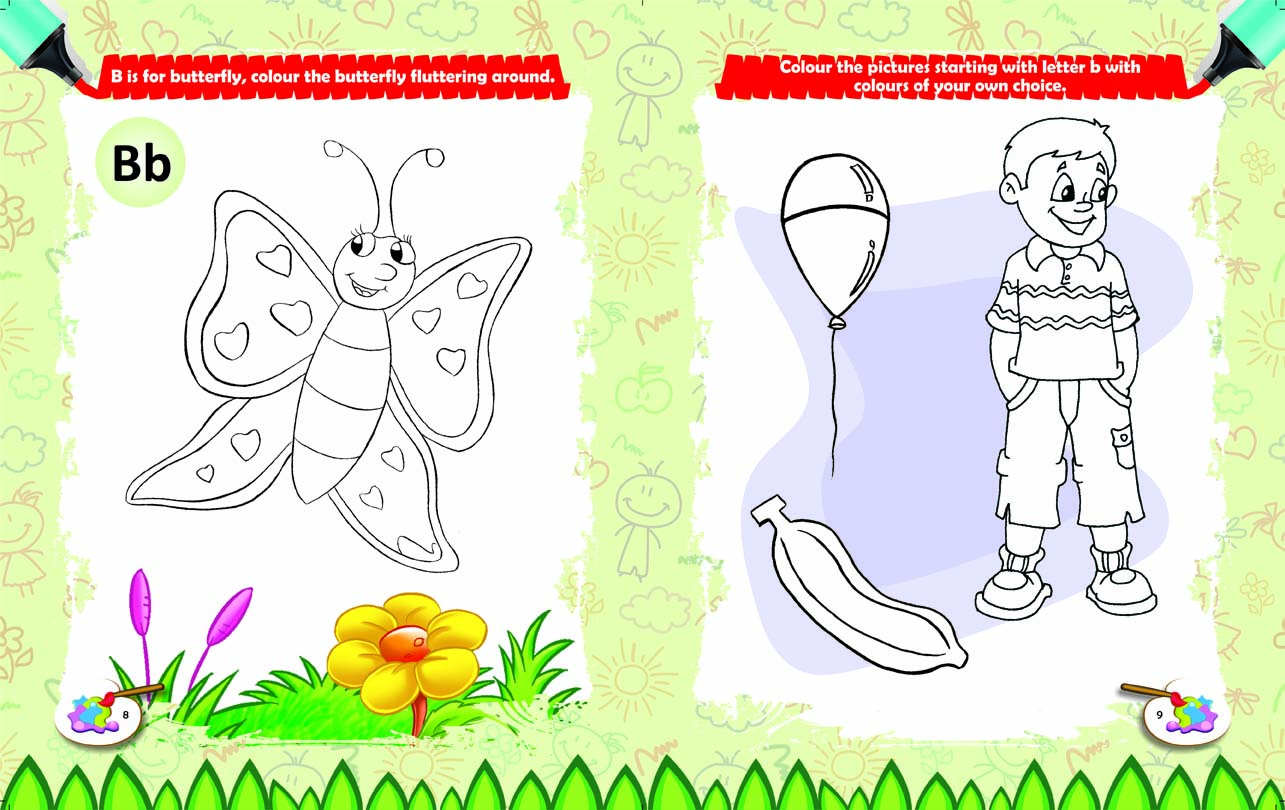 B is for butterfly, colour the butterfly fluttering around.
Bb
8
Colour the pictures starting with letter b with
colours of your own choice.
9